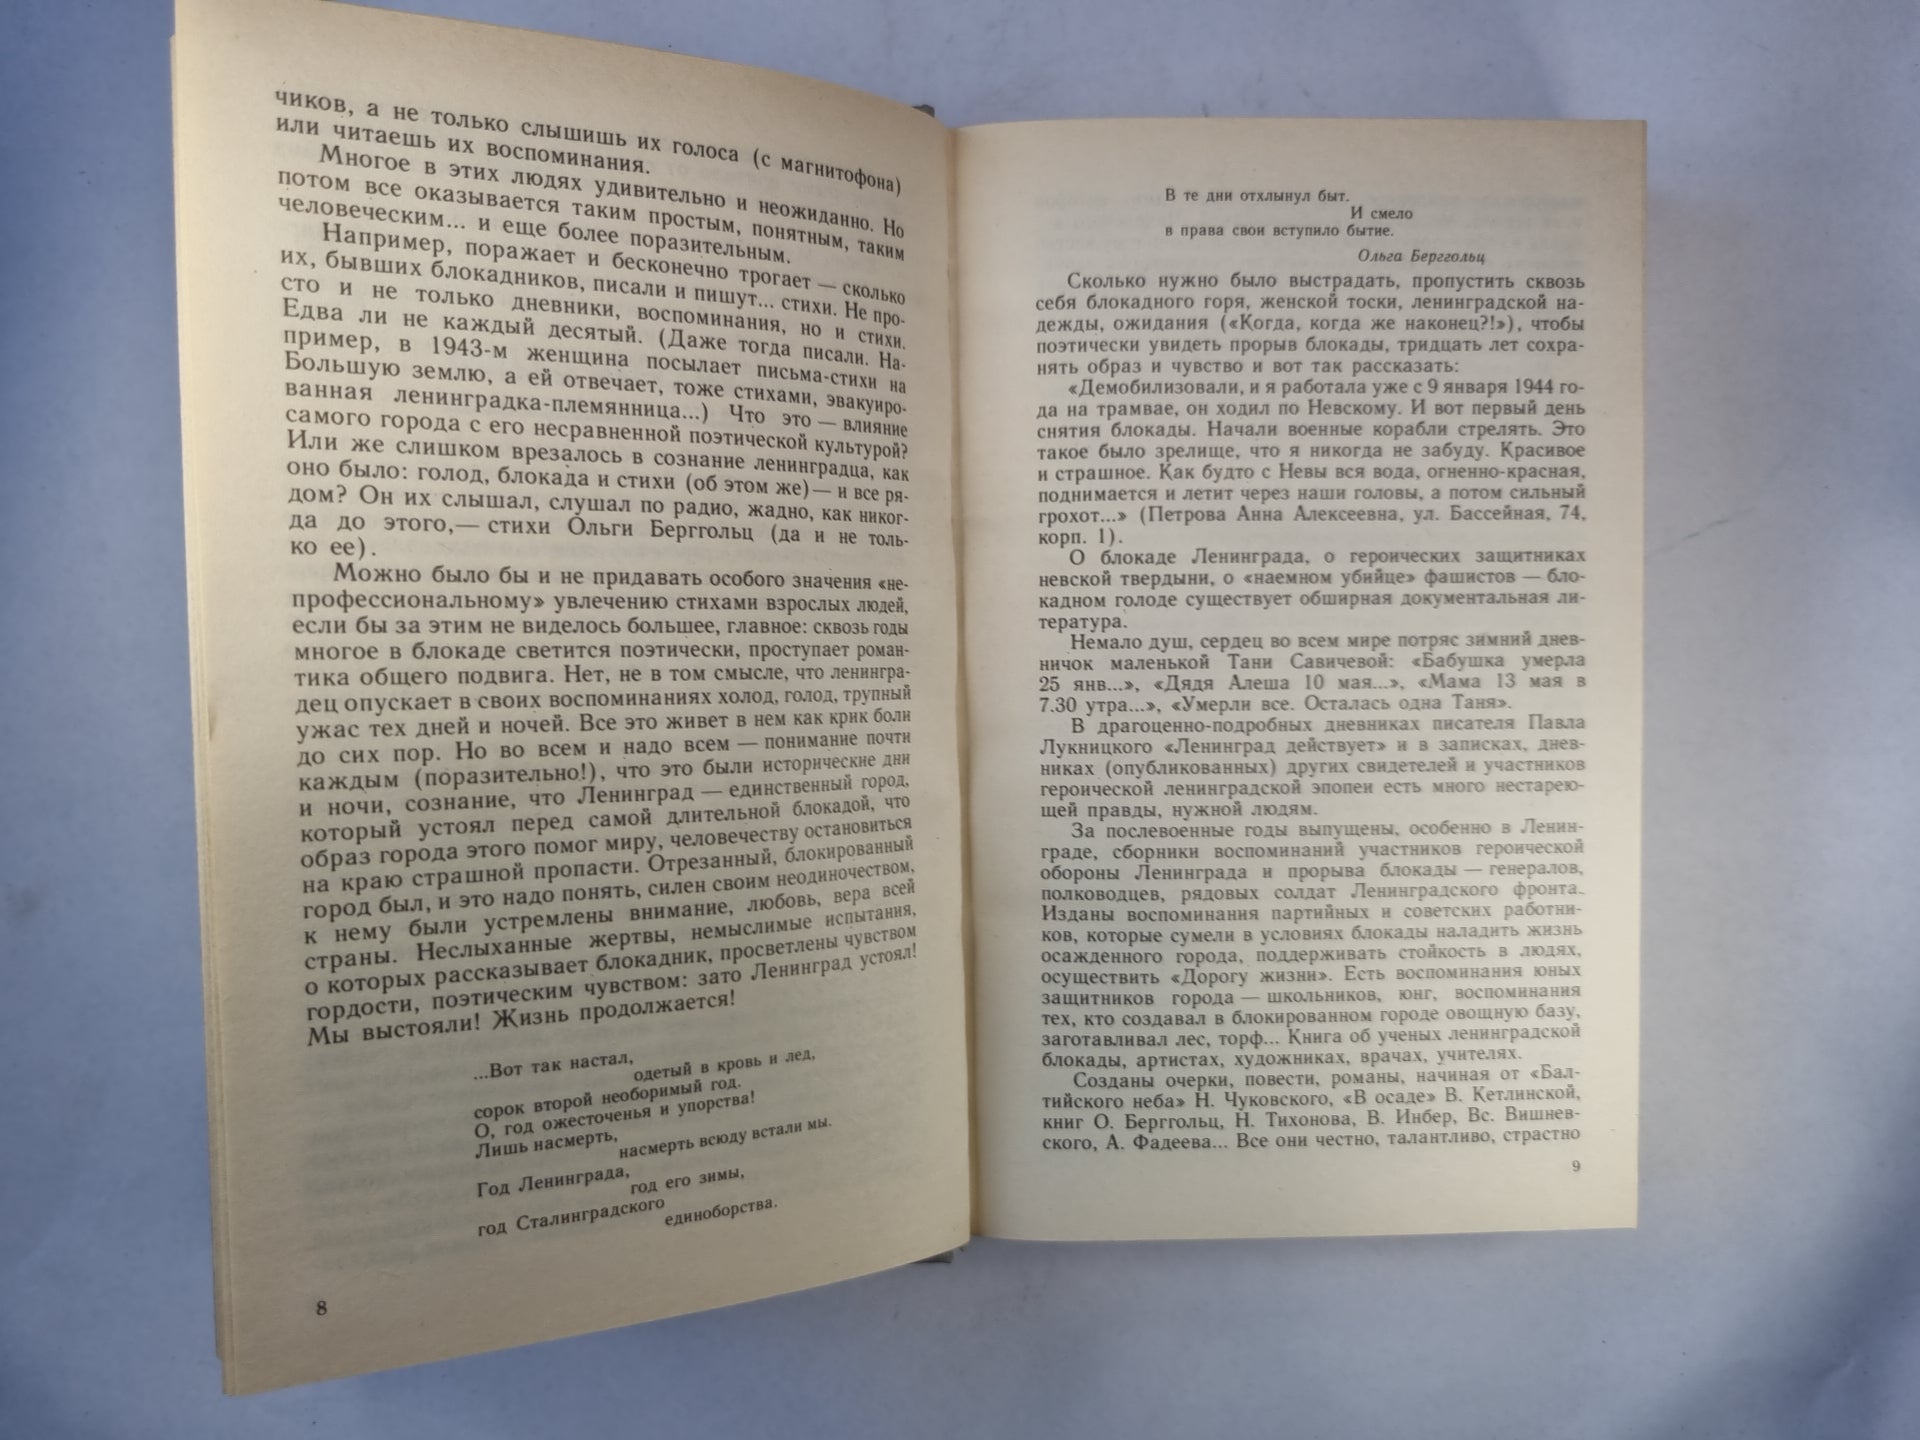 чиков, а не только слышишь их голоса (с магнитофона)
или читаешь их воспоминания.
Многое в этих людях удивительно и неожиданно. Но
потом все оказывается таким простым, понятным, таким
человеческим... и еще более поразительным.
Например, поражает и бесконечно трогает — сколько
их, бывших блокадников, писали и пишут... стихи. Не про-
сто и не только дневники, воспоминания, но и стихи.
Едва ли не каждый десятый. (Даже тогда писали. На-
пример, в 1943-м женщина посылает письма-стихи на
Большую землю, а ей отвечает, тоже стихами, эвакуиро-
ванная ленинградка-племянница...) Что это — влияние
самого города с его несравненной поэтической культурой?
Или же слишком врезалось в сознание ленинградца, как
оно было: голод, блокада и стихи (об этом же) — и все ря-
дом? Он их слышал, слушал по радио, жадно, как никог-
да до этого,— стихи Ольги Берггольц (да и не толь-
ко ее).
Можно было бы и не придавать особого значения «не-
профессиональному» увлечению стихами взрослых людей,
если бы за этим не виделось большее, главное: сквозь годы
многое в блокаде светится поэтически, проступает роман-
тика общего подвига. Нет, не в том смысле, что ленингра-
дец опускает в своих воспоминаниях холод, голод, трупный
ужас тех дней и ночей. Все это живет в нем как крик боли
до сих пор. Но во всем и надо всем — понимание почти
каждым (поразительно!), что это были исторические дни
и ночи, сознание, что Ленинград — единственный город,
который устоял перед самой длительной блокадой, что
образ города этого помог миру, человечеству остановиться
на краю страшной пропасти. Отрезанный, блокированный
город был, и это надо понять, силен своим неодиночеством,
к нему были устремлены внимание, любовь, вера всей
страны. Неслыханные жертвы, немыслимые испытания,
о которых рассказывает блокадник, просветлены чувством
гордости, поэтическим чувством: зато Ленинград устоял!
Мы выстояли! Жизнь продолжается!
...Вот так настал,
одетый в кровь и лед,
сорок второй необоримый год.
О, год ожесточенья и упорства!
Лишь насмерть,
насмерть всюду встали мы.
Год Ленинграда,
год его зимы,
год Сталинградского
единоборства.
8
В те дни отхлынул быт.
И смело
в права свои вступило бытие.
Ольга Берггольц
Сколько нужно было выстрадать, пропустить сквозь
себя блокадного горя, женской тоски, ленинградской на-
дежды, ожидания («Когда, когда же наконец?!»), чтобы
поэтически увидеть прорыв блокады, тридцать лет сохра-
нять образ и чувство и вот так рассказать:
«Демобилизовали, и я работала уже с 9 января 1944 го-
да на трамвае, он ходил по Невскому. И вот первый день
снятия блокады. Начали военные корабли стрелять. Это
такое было зрелище, что я никогда не забуду. Красивое
и страшное. Как будто с Невы вся вода, огненно-красная,
поднимается и летит через наши головы, а потом сильный
грохот...» (Петрова Анна Алексеевна, ул. Бассейная, 74,
корп. 1).
О блокаде Ленинграда, о героических защитниках
невской твердыни, о «наемном убийце» фашистов — бло-
кадном голоде существует обширная документальная ли-
тература.
Немало душ, сердец во всем мире потряс зимний днев-
ничок маленькой Тани Савичевой: «Бабушка умерла
25 янв...», «Дядя Алеша 10 мая...», «Мама 13 мая в
7.30 утра...», «Умерли все. Осталась одна Таня».
В драгоценно-подробных дневниках писателя Павла
Лукницкого «Ленинград действует» и в записках, днев-
никах (опубликованных) других свидетелей и участников
героической ленинградской эпопеи есть много нестарею-
щей правды, нужной людям.
За послевоенные годы выпущены, особенно в Ленин-
граде, сборники воспоминаний участников героической
обороны Ленинграда и прорыва блокады — генералов,
полководцев, рядовых солдат Ленинградского фронта.
Изданы воспоминания партийных и советских работни-
ков, которые сумели в условиях блокады наладить жизнь
осажденного города, поддерживать стойкость в людях,
осуществить «Дорогу жизни». Есть воспоминания юных
защитников города — школьников, юнг, воспоминания
тех, кто создавал в блокированном городе овощную базу,
заготавливал лес, торф... Книга об ученых ленинградской
блокады, артистах, художниках, врачах, учителях.
Созданы очерки, повести, романы, начиная от «Бал-
тийского неба» Н. Чуковского, «В осаде» В. Кетлинской,
книг О. Берггольц, Н. Тихонова, В. Инбер, Вс. Вишнев-
ского, А. Фадеева... Все они честно, талантливо, страстно
9